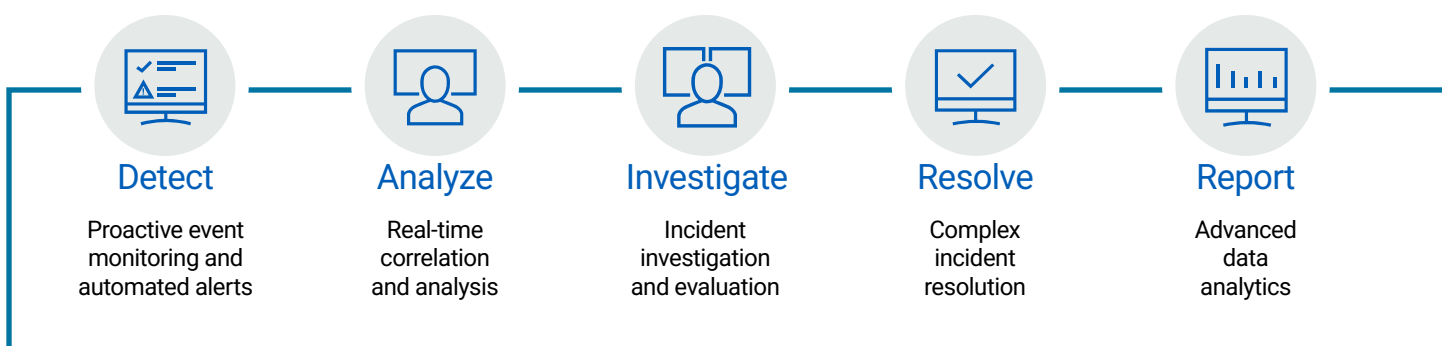 Detect
Proactive event
monitoring and
automated alerts
Analyze
Real-time
correlation
and analysis
Investigate
Incident
investigation
and evaluation
Resolve
Complex
incident
resolution
Report
Advanced
data
analytics